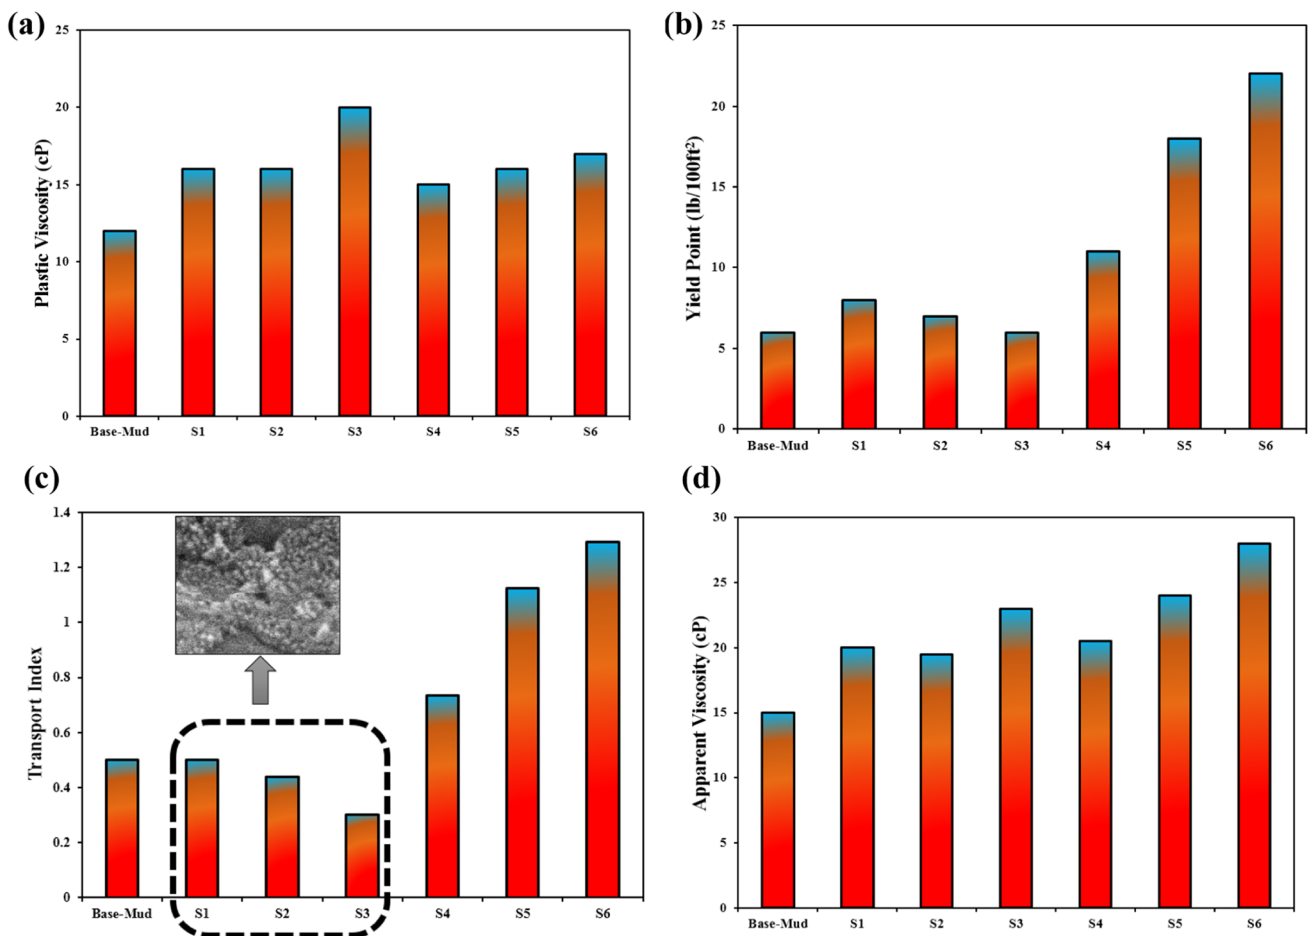 (a)
25
20
15
10
5
0
Plastic Viscosity (cP)
Base-Mud S1 S2 S3 S4 S5 S6
(b)
25
20
15
10
5
0
Yield Point (lb/100ft²)
Base-Mud S1 S2 S3 S4 S5 S6
(c)
1.4
1.2
1
0.8
0.6
0.4
0.2
0
Transport Index
Base-Mud S1 S2 S3 S4 S5 S6
(d)
30
25
20
15
10
5
0
Apparent Viscosity (cP)
Base-Mud S1 S2 S3 S4 S5 S6